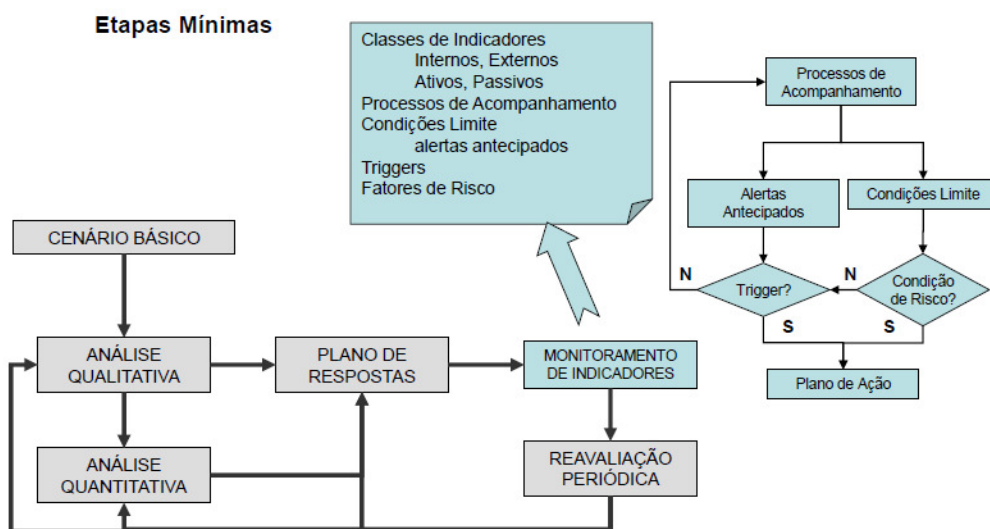 Etapas Mínimas
Classes de Indicadores
Internos, Externos
Ativos, Passivos
Processos de Acompanhamento
Condições Limite
alertas antecipados
Triggers
Fatores de Risco
Processos de
Acompanhamento
Alertas
Antecipados
Condições Limite
N
Trigger?
N
Condição
de Risco?
S
S
Plano de Ação
CENÁRIO BÁSICO
ANÁLISE
QUALITATIVA
PLANO DE
RESPOSTAS
MONITORAMENTO
DE INDICADORES
ANÁLISE
QUANTITATIVA
REAVALIAÇÃO
PERIÓDICA